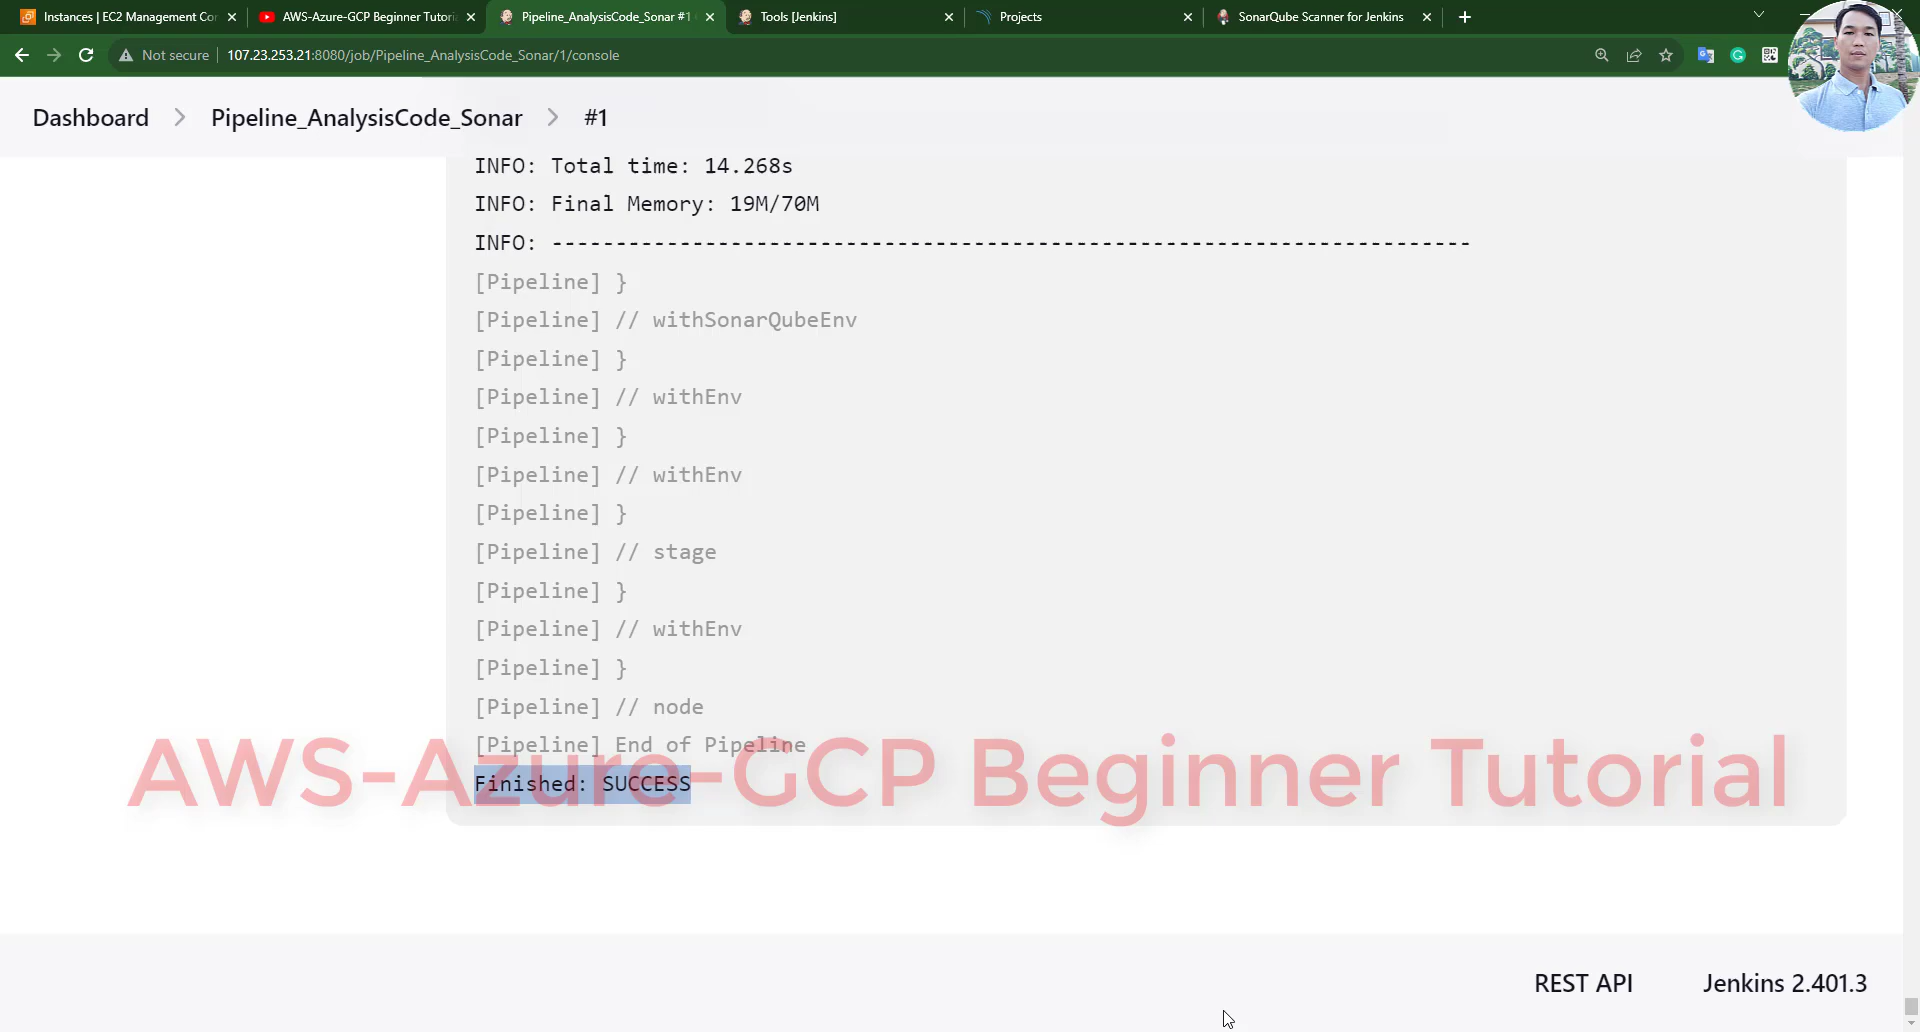 Instances | EC2 Management Co
AWS-Azure-GCP Beginner Tutoria
Pipeline_AnalysisCode_Sonar #1
Tools [Jenkins]
Projects
SonarQube Scanner for Jenkins
Not secure
107.23.253.21:8080/job/Pipeline_AnalysisCode_Sonar/1/console
Dashboard
Pipeline_AnalysisCode_Sonar
#1
INFO: Total time: 14.268s
INFO: Final Memory: 19M/70M
INFO: ------------------------------------------------------------------------
[Pipeline] }
[Pipeline] // withSonarQubeEnv
[Pipeline] }
[Pipeline] // withEnv
[Pipeline] }
[Pipeline] // withEnv
[Pipeline] }
[Pipeline] // stage
[Pipeline] }
[Pipeline] // withEnv
[Pipeline] }
[Pipeline] // node
[Pipeline] End of Pipeline
Finished: SUCCESS
AWS-Azure-GCP Beginner Tutorial
REST API
Jenkins 2.401.3